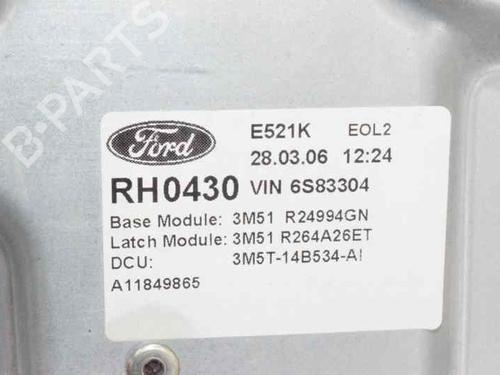 B-PARTS
Ford E521K EOL2
28.03.06 12:24
RH0430 VIN 6S83304
Base Module: 3M51 R24994GN
Latch Module: 3M51 R264A26ET
DCU: 3M5T-14B534-AI
A11849865